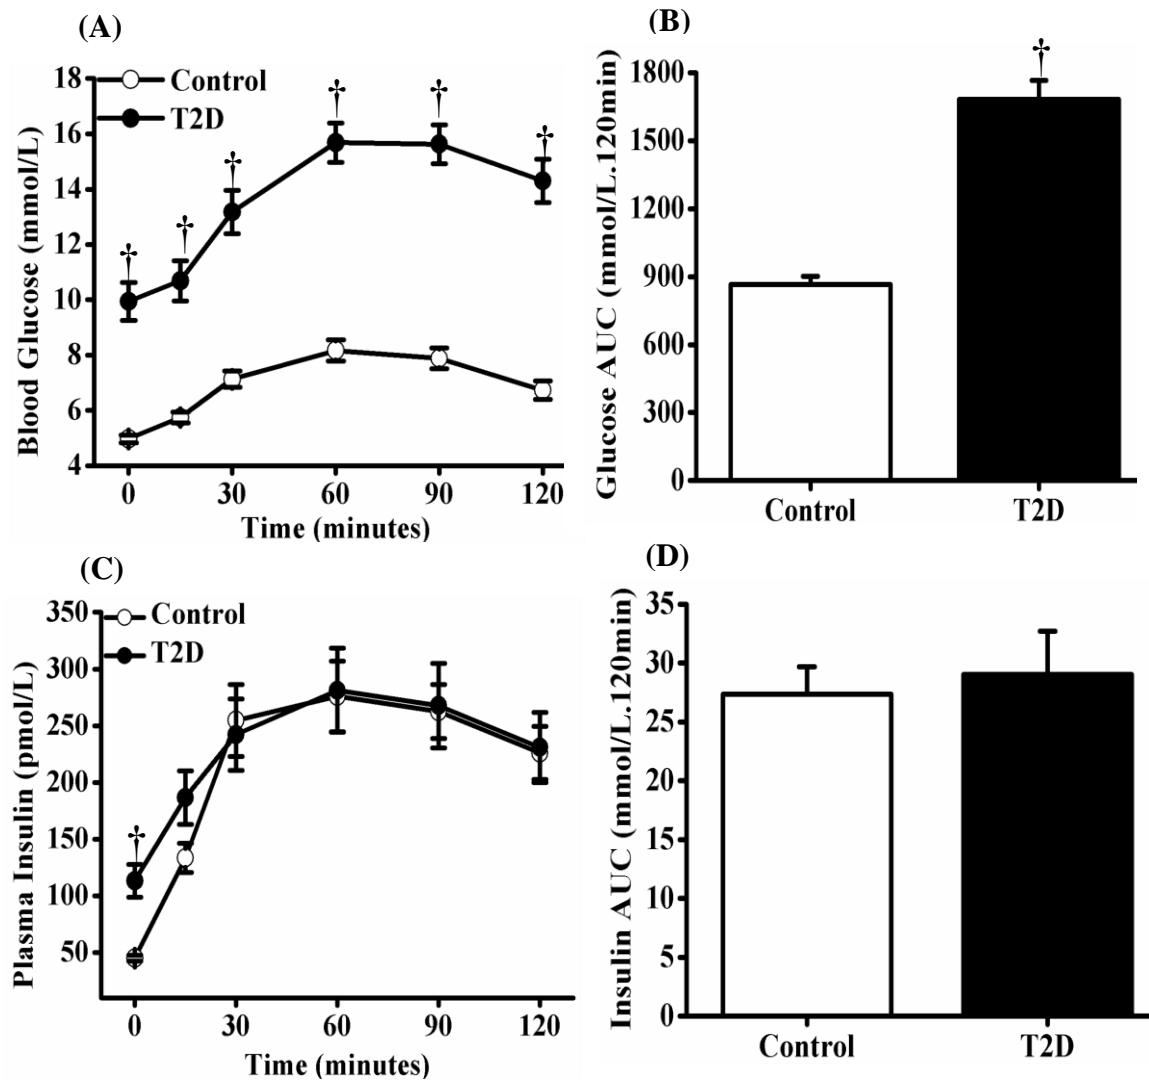 (A)
Blood Glucose (mmol/L)
18
16
14
12
10
8
6
4
Control
T2D
†
†
†
†
†
†
0
30
60
90
120
Time (minutes)
(B)
Glucose AUC (mmol/L.120min)
1800
1500
1200
900
600
300
0
†
Control
T2D
(C)
Plasma Insulin (pmol/L)
350
300
250
200
150
100
50
Control
T2D
†
0
30
60
90
120
Time (minutes)
(D)
Insulin AUC (mmol/L.120min)
35
30
25
20
15
10
5
0
Control
T2D